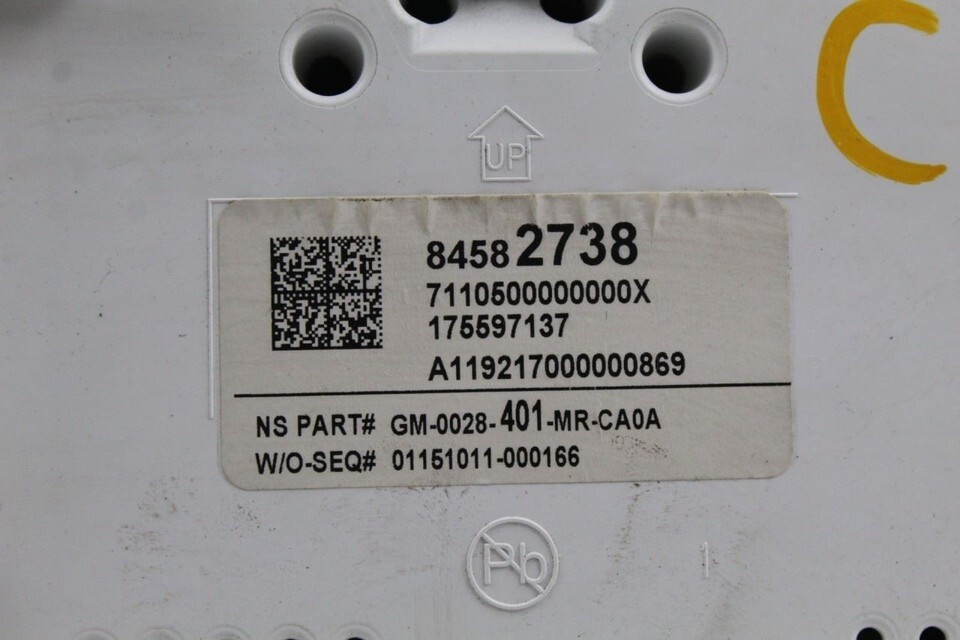 C
UP
84582738
7110500000000X
175597137
A119217000000869
NS PART# GM-0028-401-MR-CA0A
W/O-SEQ# 01151011-000166
Pb